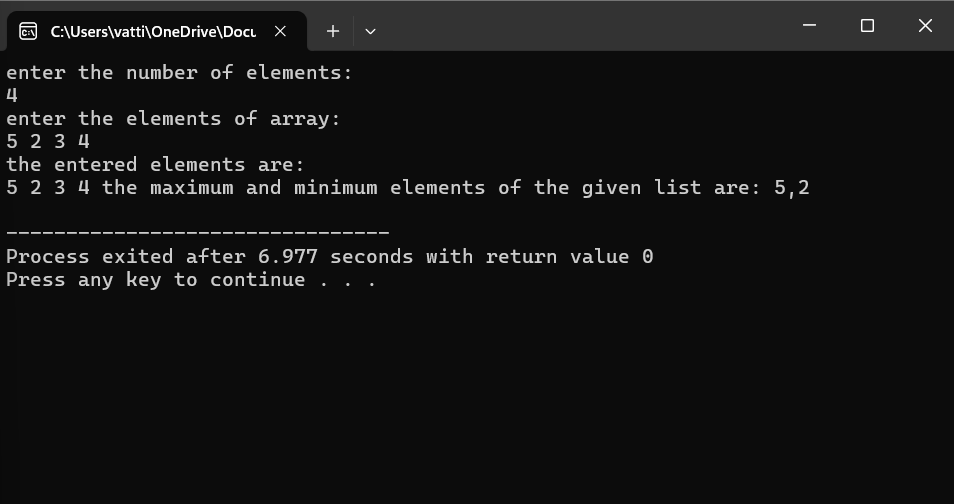 C:\Users\vatti\OneDrive\Docu
enter the number of elements:
4
enter the elements of array:
5 2 3 4
the entered elements are:
5 2 3 4 the maximum and minimum elements of the given list are: 5,2
--------------------------------
Process exited after 6.977 seconds with return value 0
Press any key to continue . . .